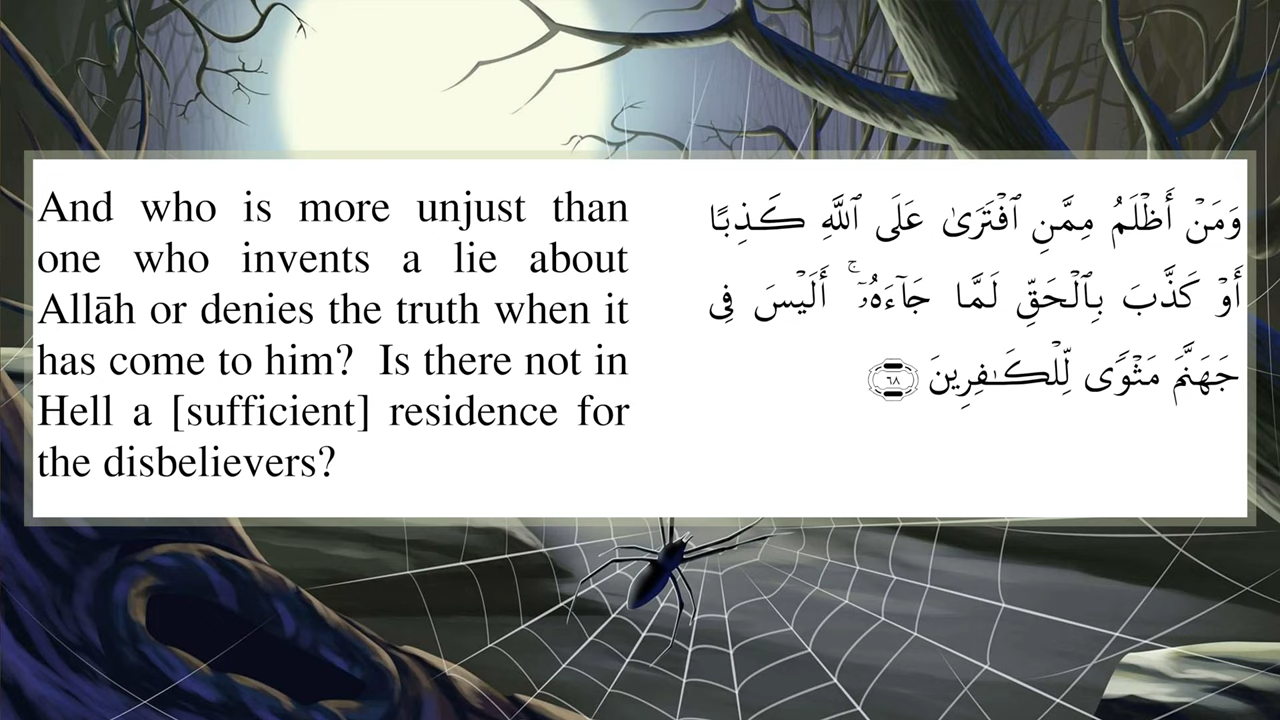 And who is more unjust than
one who invents a lie about
Allāh or denies the truth when it
has come to him?  Is there not in
Hell a [sufficient] residence for
the disbelievers?
وَمَنْ أَظْلَمُ مِمَّنِ ٱفْتَرَىٰ عَلَى ٱللَّهِ كَذِبًا
أَوْ كَذَّبَ بِٱلْحَقِّ لَمَّا جَآءَهُۥٓ ۚ أَلَيْسَ فِى
جَهَنَّمَ مَثْوًى لِّلْكَـٰفِرِينَ ٦٨